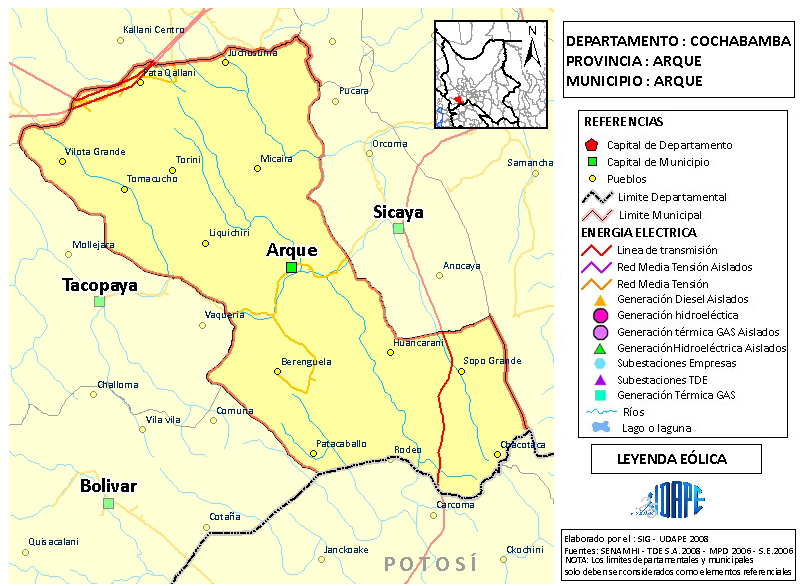 Kallani Centro
Juchusuma
Pata Qallani
Pucara
Orcoma
Vilota Grande
Torini
Micaira
Samancha
Tomacucho
Sicaya
Liquichiri
Mollejara
Arque
Anocaya
Tacopaya
Vaqueria
Huancarani
Berenguela
Sopo Grande
Challoma
Comuna
Vila vila
Patacaballo
Rodeo
Chacotaca
Bolivar
Carcoma
Cotaña
Quisacalani
Janckoake
POTOSÍ
Ckochini
N
DEPARTAMENTO : COCHABAMBA
PROVINCIA : ARQUE
MUNICIPIO : ARQUE
REFERENCIAS
Capital de Departamento
Capital de Municipio
Pueblos
Limite Departamental
Limite Municipal
ENERGIA ELECTRICA
Linea de transmisión
Red Media Tensión Aislados
Red Media Tensión
Generación Diesel Aislados
Generación hidroeléctica
Generación térmica GAS Aislados
Generación Hidroeléctrica Aislados
Subestaciones Empresas
Subestaciones TDE
Generación Térmica GAS
Ríos
Lago o laguna
LEYENDA EÓLICA
UDAPE
Elaborado por el : SIG - UDAPE 2008
Fuentes: SENAMHI - TDE S.A. 2008 - MPD 2006 - S.E.2006
NOTA: Los límites departamentales y municipales
solo deben ser considerados como elementos referenciales